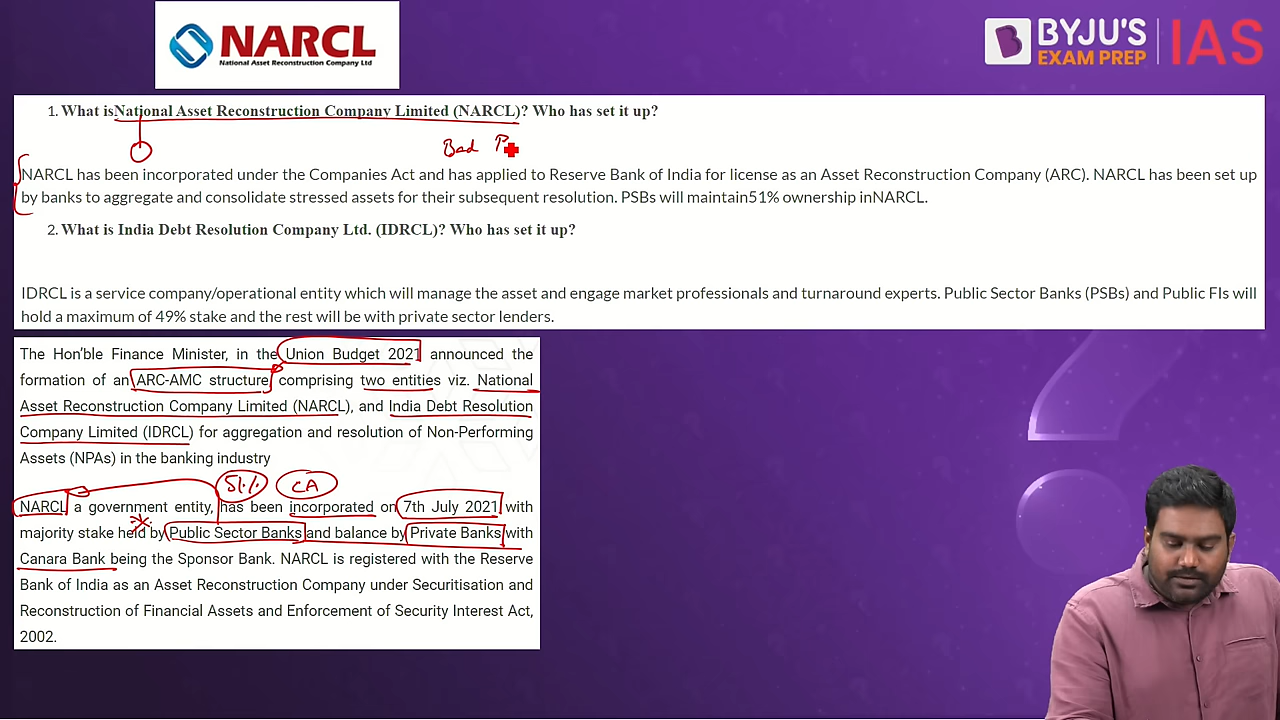 NARCL
National Asset Reconstruction Company Ltd
BYJU'S
EXAM PREP
IAS
1. What isNational Asset Reconstruction Company Limited (NARCL)? Who has set it up?
Bad
NARCL has been incorporated under the Companies Act and has applied to Reserve Bank of India for license as an Asset Reconstruction Company (ARC). NARCL has been set up
by banks to aggregate and consolidate stressed assets for their subsequent resolution. PSBs will maintain51% ownership inNARCL.
2. What is India Debt Resolution Company Ltd. (IDRCL)? Who has set it up?
IDRCL is a service company/operational entity which will manage the asset and engage market professionals and turnaround experts. Public Sector Banks (PSBs) and Public FIs will
hold a maximum of 49% stake and the rest will be with private sector lenders.
The Hon'ble Finance Minister, in the Union Budget 2021 announced the
formation of an ARC-AMC structure comprising two entities viz. National
Asset Reconstruction Company Limited (NARCL), and India Debt Resolution
Company Limited (IDRCL) for aggregation and resolution of Non-Performing
Assets (NPAs) in the banking industry
51% CA
NARCL a government entity, has been incorporated on 7th July 2021 with
majority stake held by Public Sector Banks and balance by Private Banks with
Canara Bank being the Sponsor Bank. NARCL is registered with the Reserve
Bank of India as an Asset Reconstruction Company under Securitisation and
Reconstruction of Financial Assets and Enforcement of Security Interest Act,
2002.